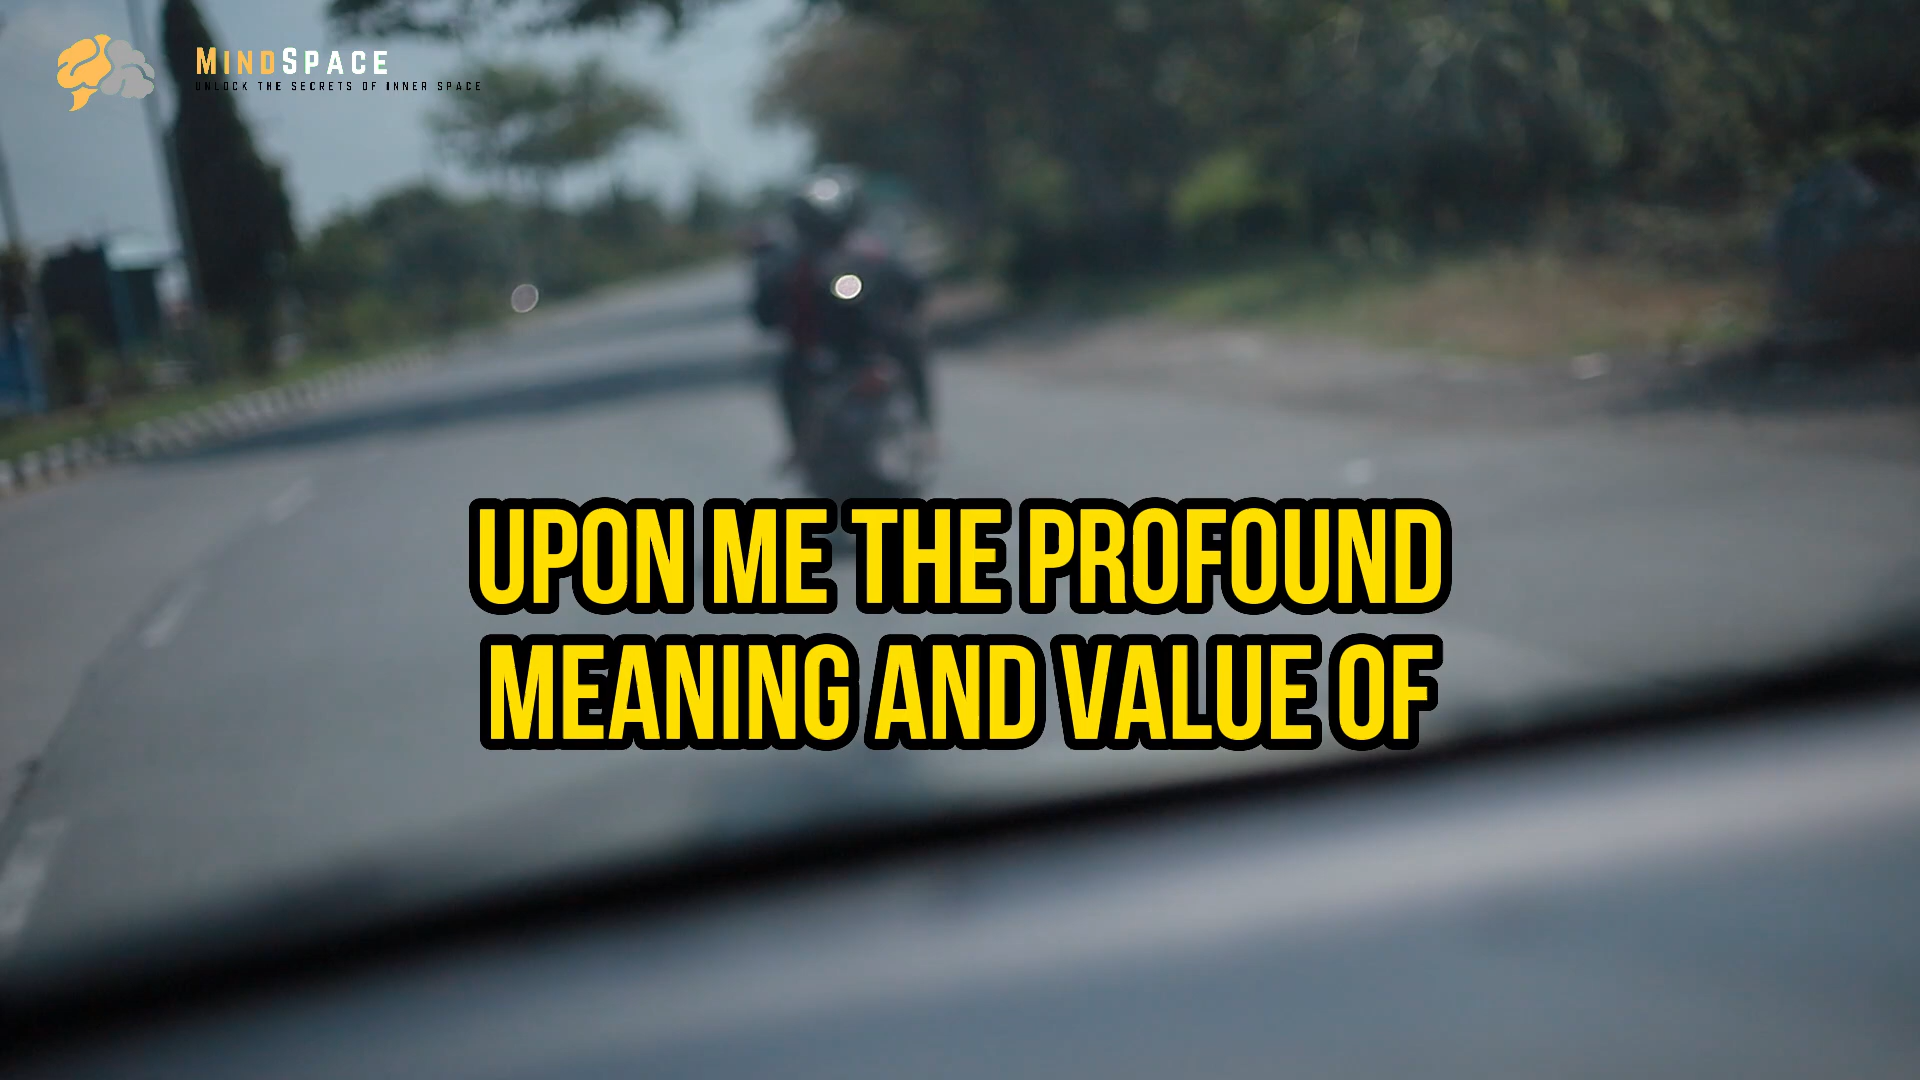 MINDSPACE
UNLOCK THE SECRETS OF INNER SPACE
UPON ME THE PROFOUND
MEANING AND VALUE OF